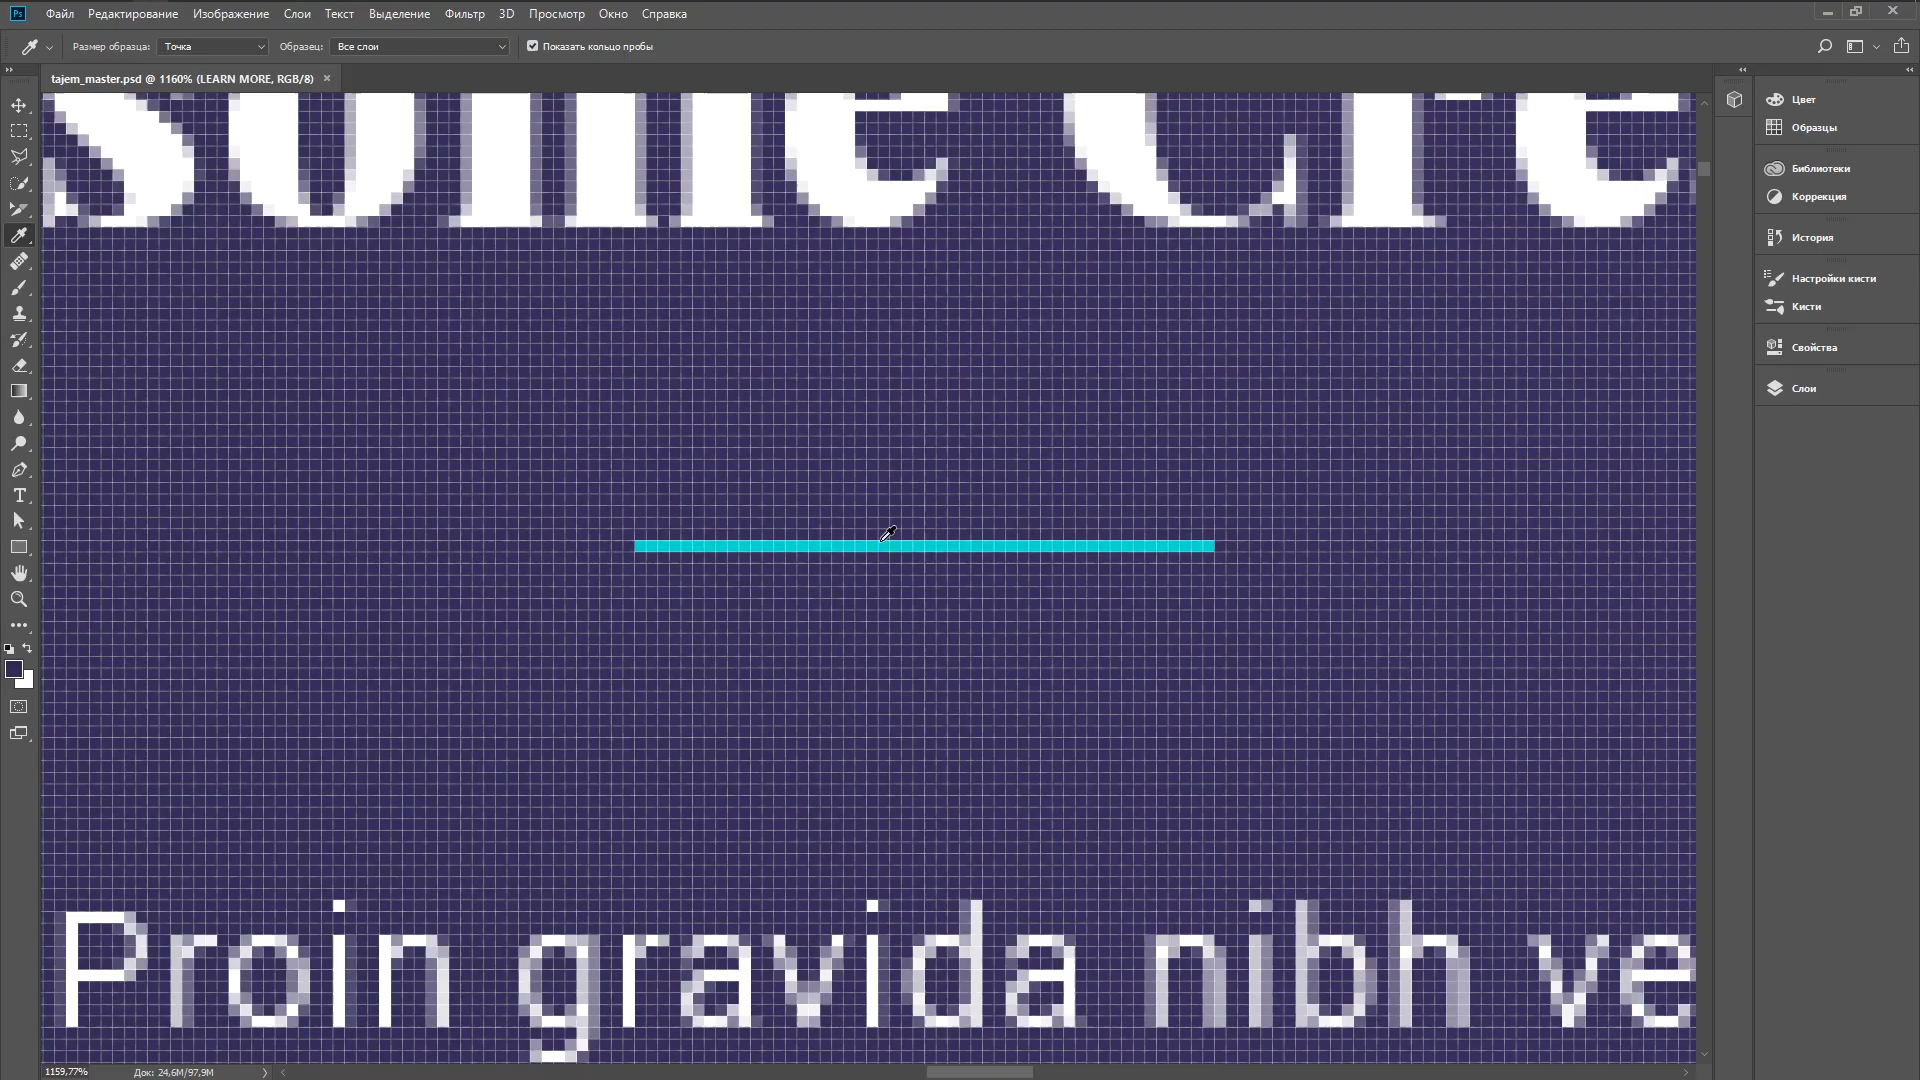 Ps Файл Редактирование Изображение Слои Текст Выделение Фильтр 3D Просмотр Окно Справка
Размер образца: Точка Образец: Все слои Показать кольцо пробы
tajem_master.psd @ 1160% (LEARN MORE, RGB/8) ×
Цвет
Образцы
Библиотеки
Коррекция
История
Настройки кисти
Кисти
Свойства
Слои
Proin gravida nibh ve
1159,77% Док: 24,6M/97,9M